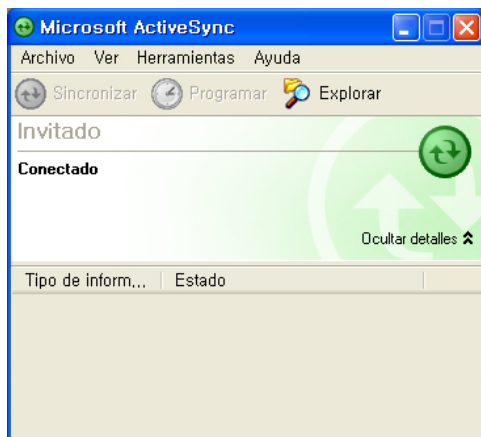 Microsoft ActiveSync
Archivo Ver Herramientas Ayuda
Sincronizar Programar Explorar
Invitado
Conectado
Ocultar detalles
Tipo de inform... Estado